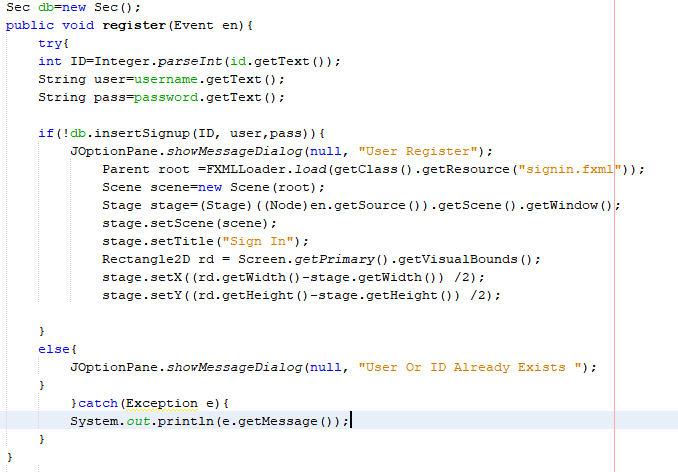 Sec db=new Sec();
public void register(Event en){
try{
int ID=Integer.parseInt(id.getText());
String user=username.getText();
String pass=password.getText();
if(!db.insertSignup(ID, user,pass)){
JOptionPane.showMessageDialog(null, "User Register");
Parent root =FXMLLoader.load(getClass().getResource("signin.fxml"));
Scene scene=new Scene(root);
Stage stage=(Stage)((Node)en.getSource()).getScene().getWindow();
stage.setScene(scene);
stage.setTitle("Sign In");
Rectangle2D rd = Screen.getPrimary().getVisualBounds();
stage.setX((rd.getWidth()-stage.getWidth()) /2);
stage.setY((rd.getHeight()-stage.getHeight()) /2);
}
else{
JOptionPane.showMessageDialog(null, "User Or ID Already Exists ");
}
}catch(Exception e){
System.out.println(e.getMessage());
}
}